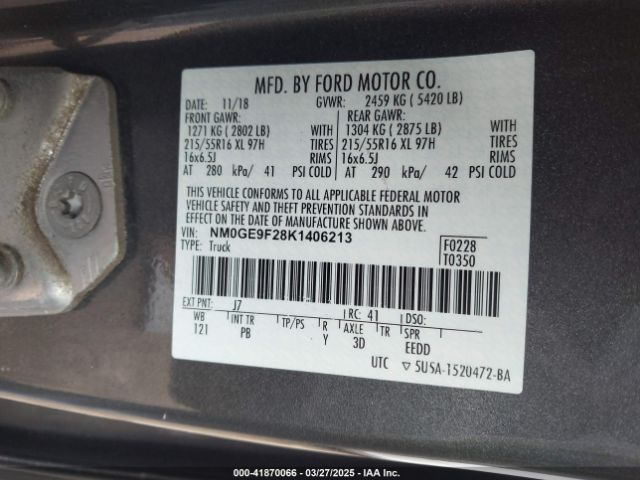 MFD. BY FORD MOTOR CO.
DATE: 11/18 GVWR: 2459 KG ( 5420 LB)
FRONT GAWR: REAR GAWR:
1271 KG ( 2802 LB) WITH 1304 KG ( 2875 LB) WITH
215/55R16 XL 97H TIRES 215/55R16 XL 97H TIRES
16x6.5J RIMS 16x6.5J RIMS
AT 280 kPa/ 41 PSI COLD AT 290 kPa/ 42 PSI COLD
THIS VEHICLE CONFORMS TO ALL APPLICABLE FEDERAL MOTOR
VEHICLE SAFETY AND THEFT PREVENTION STANDARDS IN
EFFECT ON THE DATE OF MANUFACTURE SHOWN ABOVE.
VIN: NM0GE9F28K1406213 F0228
TYPE: Truck T0350
EXT PNT: J7 RC: 41 DSO:
WB INT TR TP/PS R AXLE TR SPR
121 PB Y 3D EEDD
UTC ▽ 5USA-1520472-BA
000-41870066 — 03/27/2025 — IAA Inc.